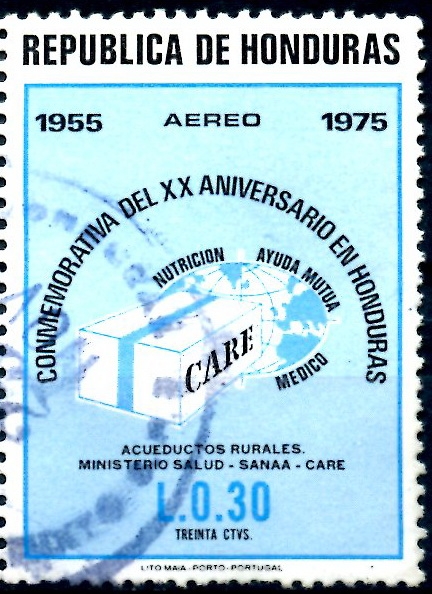 REPUBLICA DE HONDURAS
1955 AEREO 1975
CONMEMORATIVA DEL XX ANIVERSARIO EN HONDURAS
NUTRICION AYUDA MUTUA
MEDICO
CARE
ACUEDUCTOS RURALES.
MINISTERIO SALUD - SANAA - CARE
L.0.30
TREINTA CTVS.
LITO MAIA - PORTO - PORTUGAL